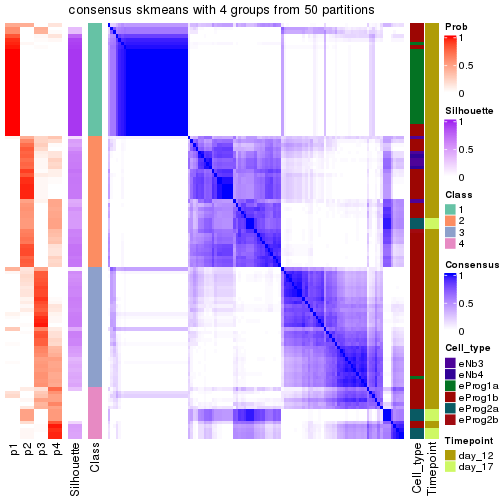 consensus skmeans with 4 groups from 50 partitions
p1
p2
p3
p4
Silhouette
Class
Cell_type
Timepoint
Prob
1
0.5
0
Silhouette
1
0.5
0
Class
1
2
3
4
Consensus
1
0.5
0
Cell_type
eNb3
eNb4
eProg1a
eProg1b
eProg2a
eProg2b
Timepoint
day_12
day_17